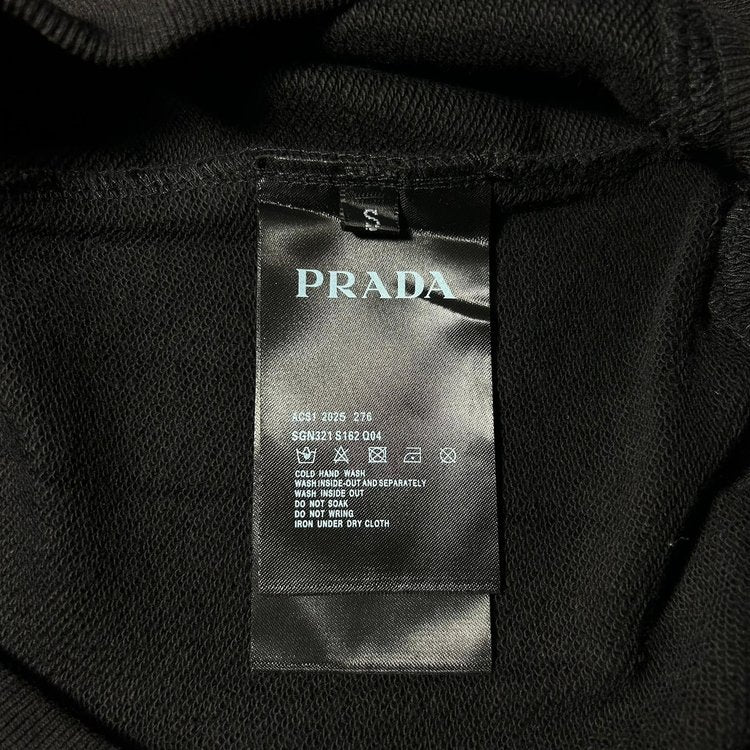 S
PRADA
ACS1 2025 276
SGN321 S162 Q04
COLD HAND WASH
WASH INSIDE-OUT AND SEPARATELY
WASH INSIDE OUT
DO NOT SOAK
DO NOT WRING
IRON UNDER DRY CLOTH